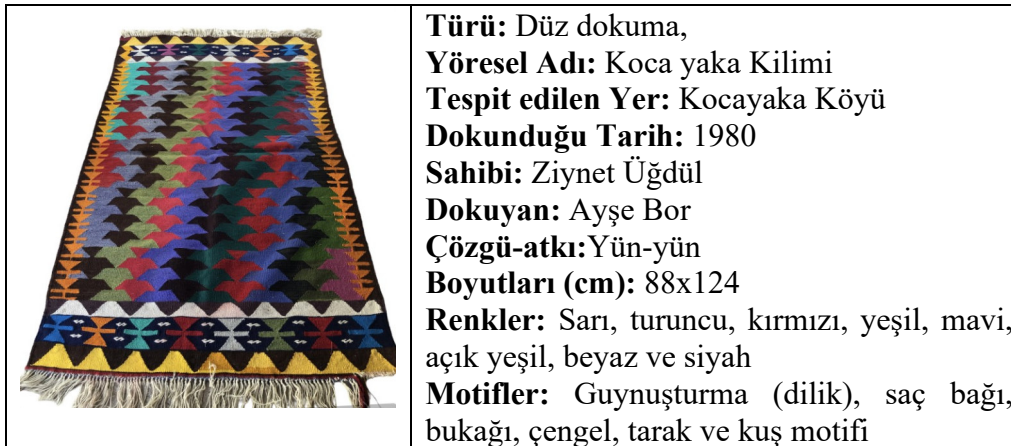 Türü: Düz dokuma,
Yöresel Adı: Koca yaka Kilimi
Tespit edilen Yer: Kocayaka Köyü
Dokunduğu Tarih: 1980
Sahibi: Ziynet Üğdül
Dokuyan: Ayşe Bor
Çözgü-atkı:Yün-yün
Boyutları (cm): 88x124
Renkler: Sarı, turuncu, kırmızı, yeşil, mavi,
açık yeşil, beyaz ve siyah
Motifler: Guynuşturma (dilik), saç bağı,
bukağı, çengel, tarak ve kuş motifi